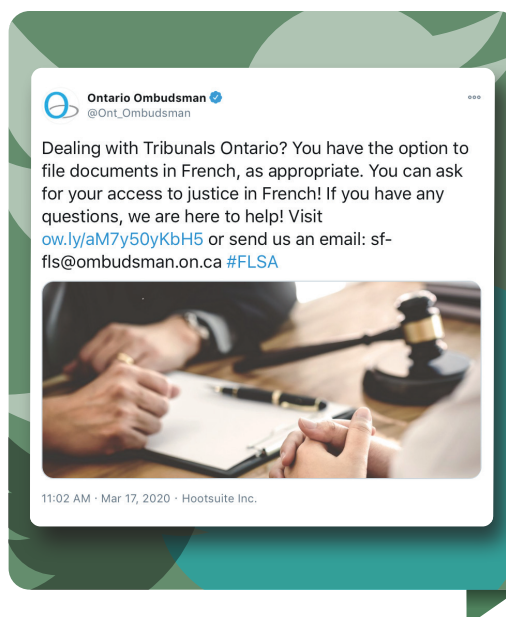 Ontario Ombudsman
@Ont_Ombudsman
Dealing with Tribunals Ontario? You have the option to
file documents in French, as appropriate. You can ask
for your access to justice in French! If you have any
questions, we are here to help! Visit
ow.ly/aM7y50yKbH5 or send us an email: sf-
fls@ombudsman.on.ca #FLSA
11:02 AM · Mar 17, 2020 · Hootsuite Inc.